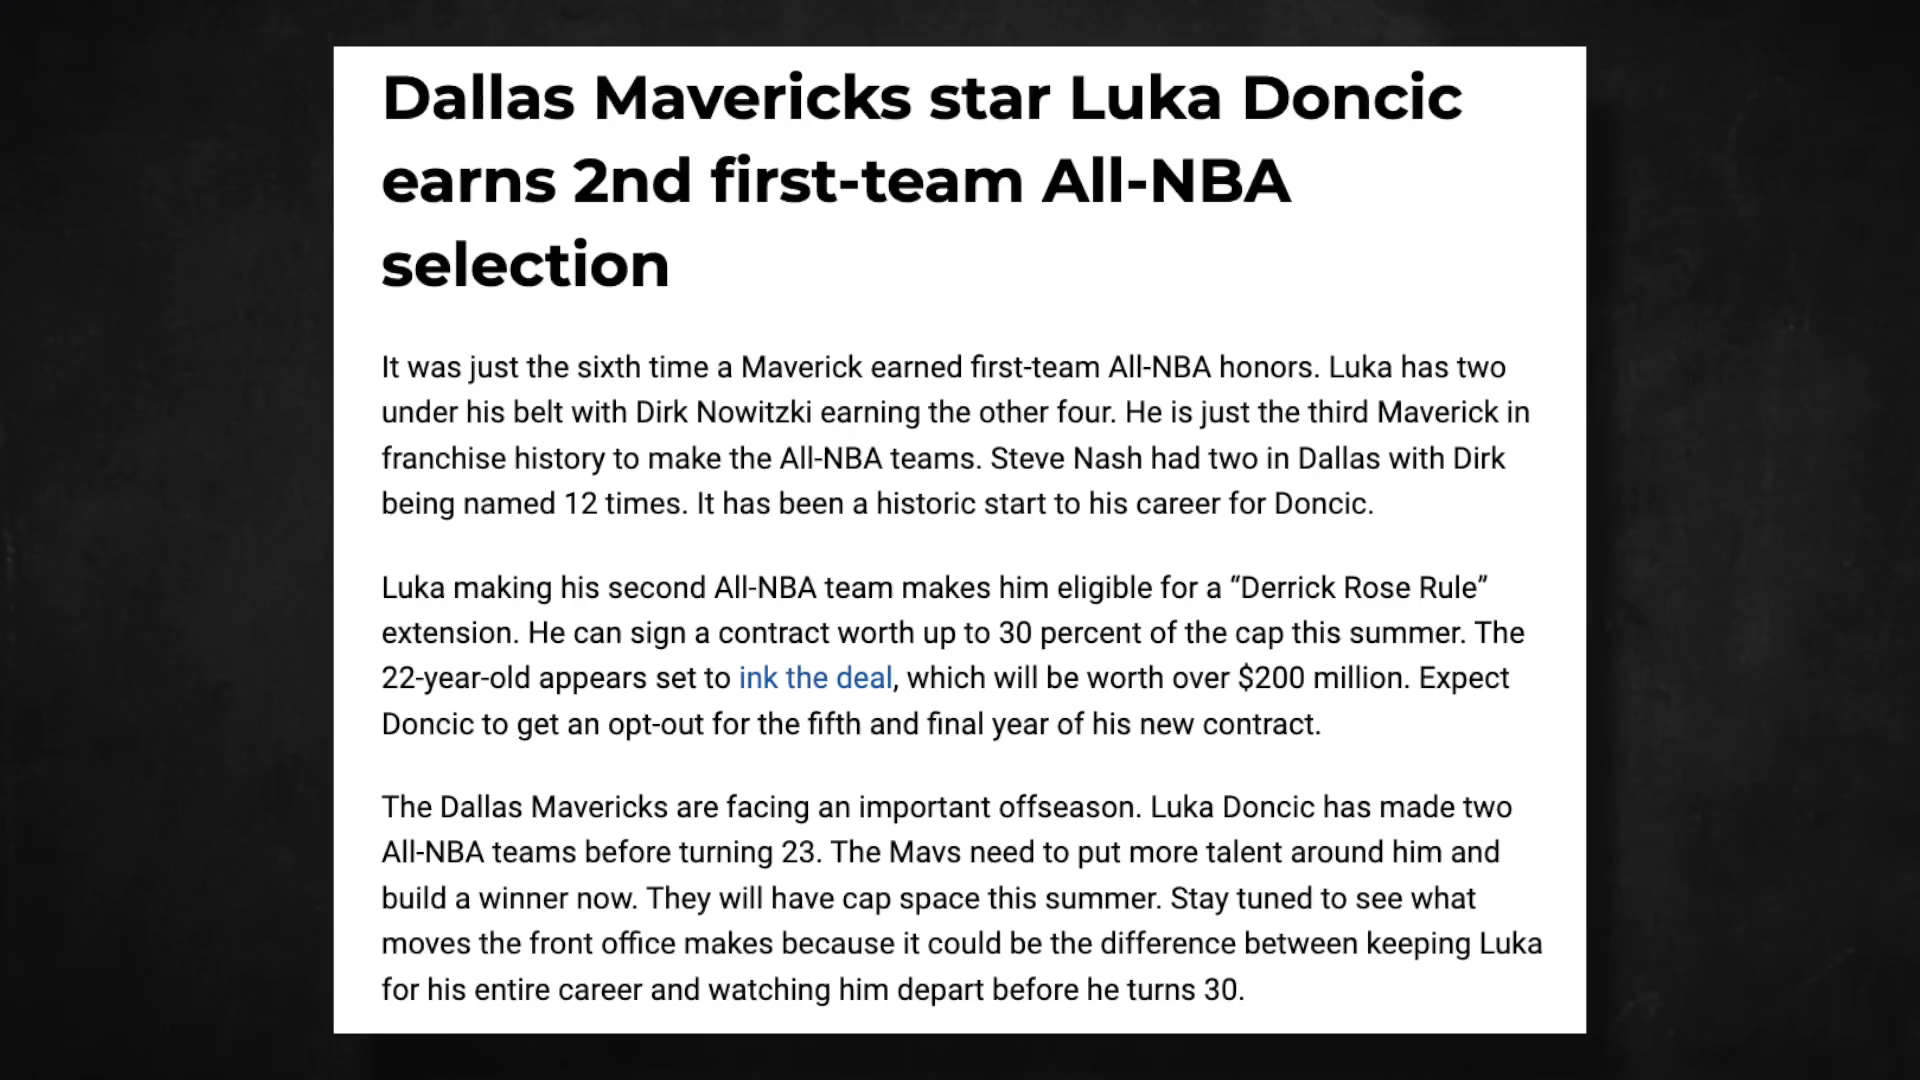 Dallas Mavericks star Luka Doncic
earns 2nd first-team All-NBA
selection
It was just the sixth time a Maverick earned first-team All-NBA honors. Luka has two
under his belt with Dirk Nowitzki earning the other four. He is just the third Maverick in
franchise history to make the All-NBA teams. Steve Nash had two in Dallas with Dirk
being named 12 times. It has been a historic start to his career for Doncic.
Luka making his second All-NBA team makes him eligible for a “Derrick Rose Rule”
extension. He can sign a contract worth up to 30 percent of the cap this summer. The
22-year-old appears set to ink the deal, which will be worth over $200 million. Expect
Doncic to get an opt-out for the fifth and final year of his new contract.
The Dallas Mavericks are facing an important offseason. Luka Doncic has made two
All-NBA teams before turning 23. The Mavs need to put more talent around him and
build a winner now. They will have cap space this summer. Stay tuned to see what
moves the front office makes because it could be the difference between keeping Luka
for his entire career and watching him depart before he turns 30.